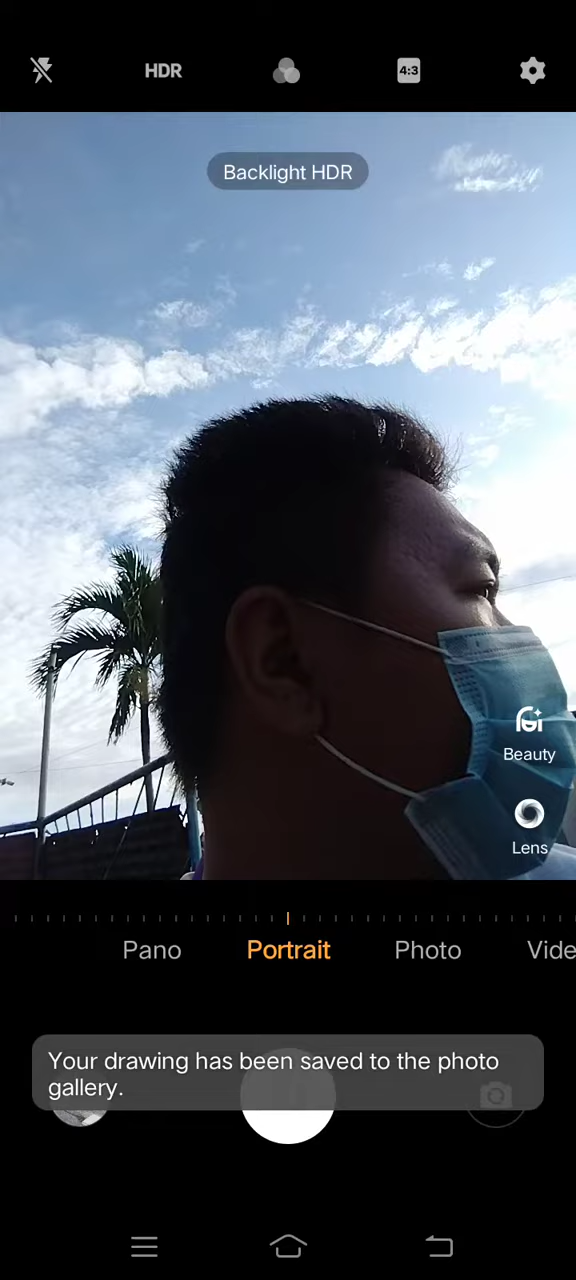 HDR
4:3
Backlight HDR
Beauty
Lens
Pano Portrait Photo Vide
Your drawing has been saved to the photo
gallery.